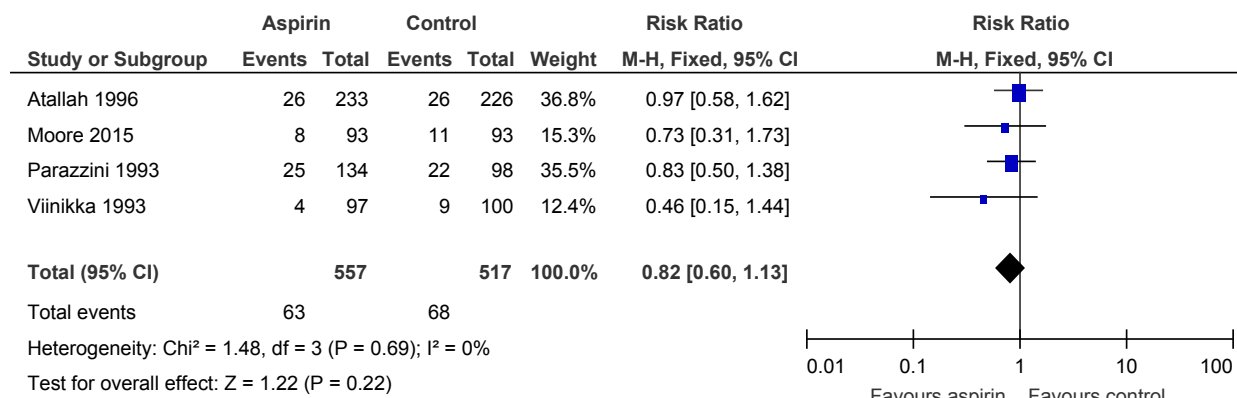 Aspirin Control Risk Ratio Risk Ratio
Study or Subgroup Events Total Events Total Weight M-H, Fixed, 95% CI M-H, Fixed, 95% CI
Atallah 1996 26 233 26 226 36.8% 0.97 [0.58, 1.62]
Moore 2015 8 93 11 93 15.3% 0.73 [0.31, 1.73]
Parazzini 1993 25 134 22 98 35.5% 0.83 [0.50, 1.38]
Viinikka 1993 4 97 9 100 12.4% 0.46 [0.15, 1.44]
Total (95% CI) 557 517 100.0% 0.82 [0.60, 1.13]
Total events 63 68
Heterogeneity: Chi² = 1.48, df = 3 (P = 0.69); I² = 0%
Test for overall effect: Z = 1.22 (P = 0.22)
0.01 0.1 1 10 100
Favours aspirin Favours control